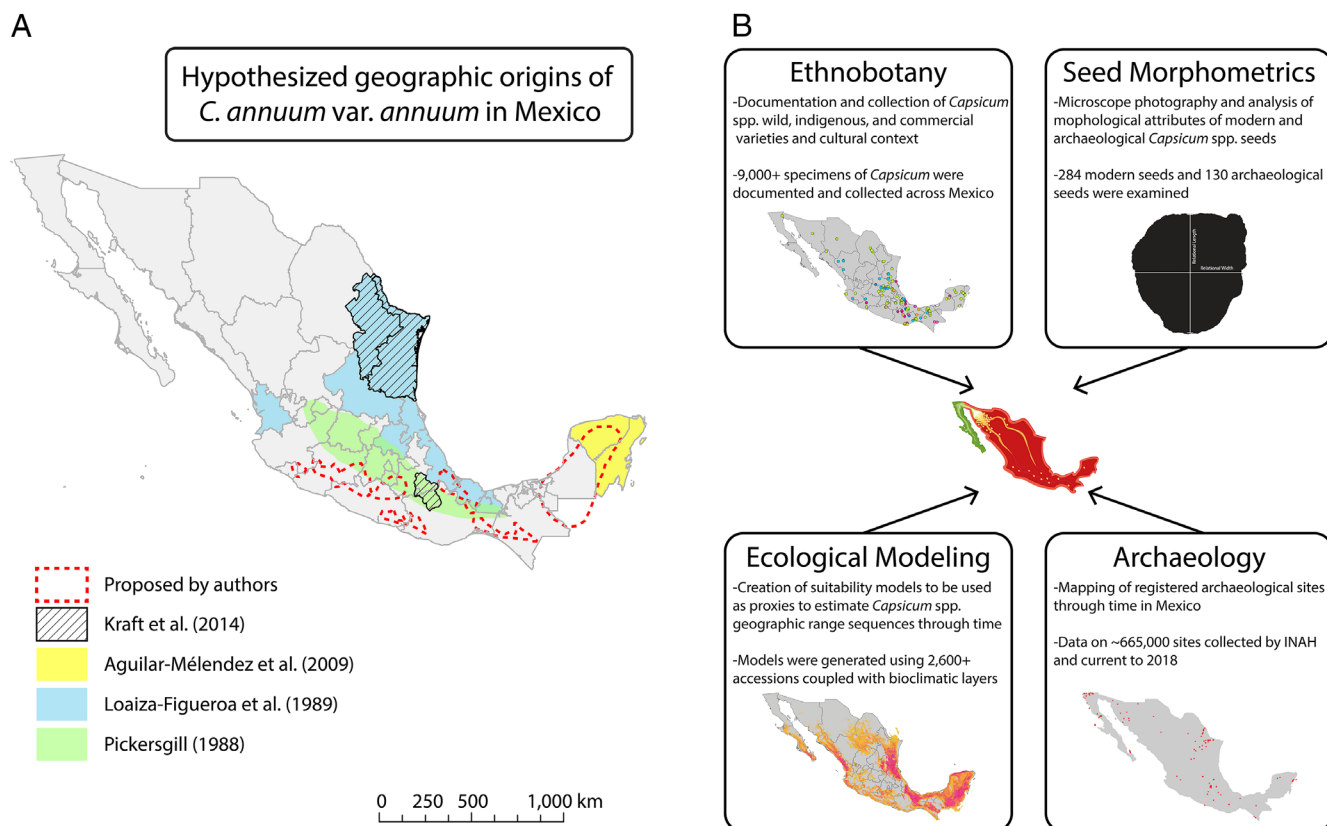 A
Hypothesized geographic origins of
C. annuum var. annuum in Mexico
Proposed by authors
Kraft et al. (2014)
Aguilar-Mélendez et al. (2009)
Loaiza-Figueroa et al. (1989)
Pickersgill (1988)
0 250 500 1,000 km
B
Ethnobotany
-Documentation and collection of Capsicum
spp. wild, indigenous, and commercial
varieties and cultural context
-9,000+ specimens of Capsicum were
documented and collected across Mexico
Seed Morphometrics
-Microscope photography and analysis of
mophological attributes of modern and
archaeological Capsicum spp. seeds
-284 modern seeds and 130 archaeological
seeds were examined
Rotational Length
Rotational Width
Ecological Modeling
-Creation of suitability models to be used
as proxies to estimate Capsicum spp.
geographic range sequences through time
-Models were generated using 2,600+
accessions coupled with bioclimatic layers
Archaeology
-Mapping of registered archaeological sites
through time in Mexico
-Data on ~665,000 sites collected by INAH
and current to 2018